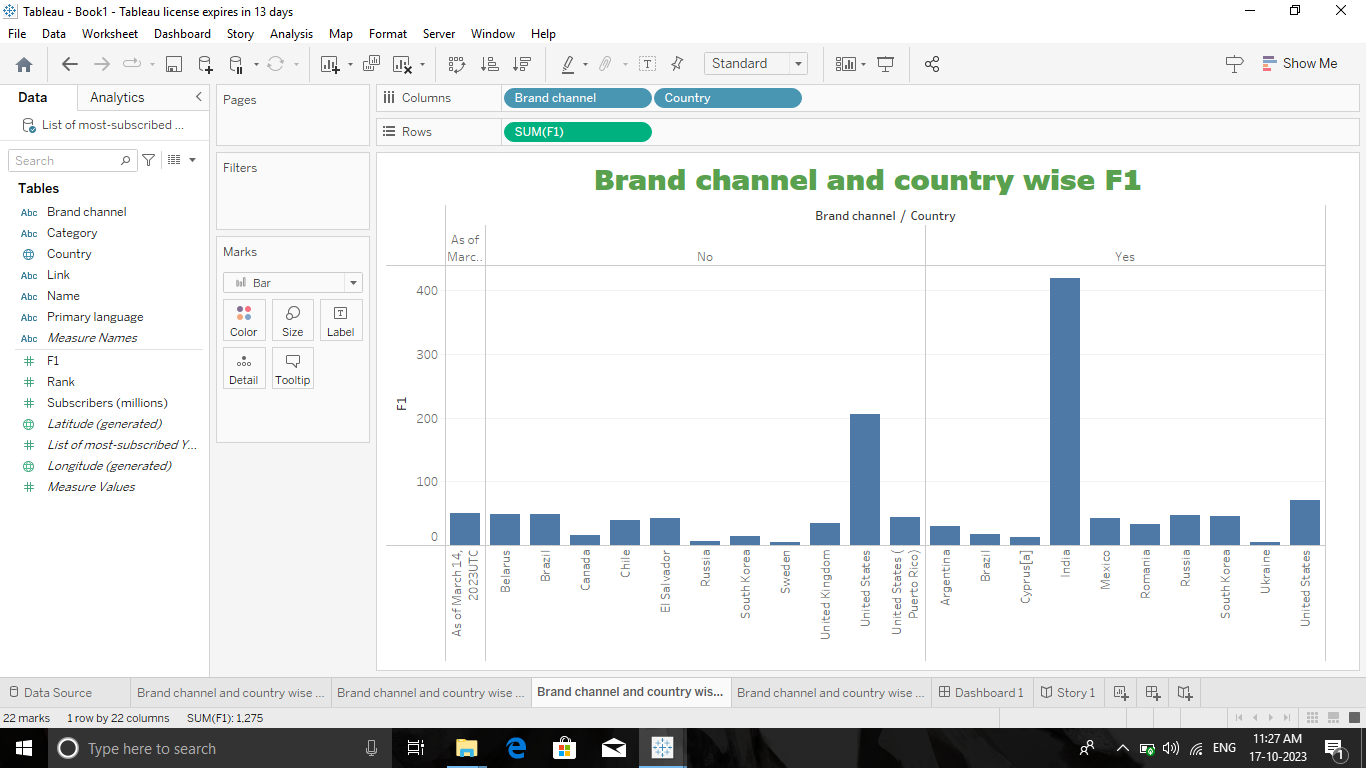 Tableau - Book1 - Tableau license expires in 13 days
File Data Worksheet Dashboard Story Analysis Map Format Server Window Help
Standard
Show Me
Data Analytics
List of most-subscribed ...
Search
Tables
Abc Brand channel
Abc Category
Country
Abc Link
Abc Name
Abc Primary language
Abc Measure Names
# F1
# Rank
# Subscribers (millions)
Latitude (generated)
# List of most-subscribed Y...
Longitude (generated)
# Measure Values
Pages
Filters
Marks
Bar
Color Size Label
Detail Tooltip
Columns Brand channel Country
Rows SUM(F1)
Brand channel and country wise F1
Brand channel / Country
As of
Marc..
No
Yes
F1
400
300
200
100
0
As of March 14,
2023UTC
Belarus
Brazil
Canada
Chile
El Salvador
Russia
South Korea
Sweden
United Kingdom
United States
United States (
Puerto Rico)
Argentina
Brazil
Cyprus[a]
India
Mexico
Romania
Russia
South Korea
Ukraine
United States
Data Source Brand channel and country wise ... Brand channel and country wise ... Brand channel and country wis... Brand channel and country wise ... Dashboard 1 Story 1
22 marks 1 row by 22 columns SUM(F1): 1,275
Type here to search
ENG
11:27 AM
17-10-2023
1